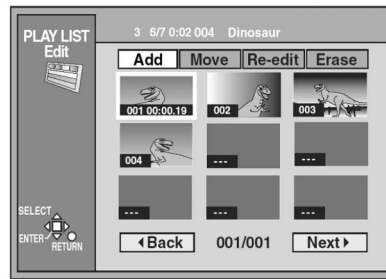 PLAY LIST
Edit
3 6/7 0:02 004 Dinosaur
Add Move Re-edit Erase
001 00:00.19 002 003
004 --- ---
--- --- ---
SELECT
ENTER RETURN
◀Back 001/001 Next▶